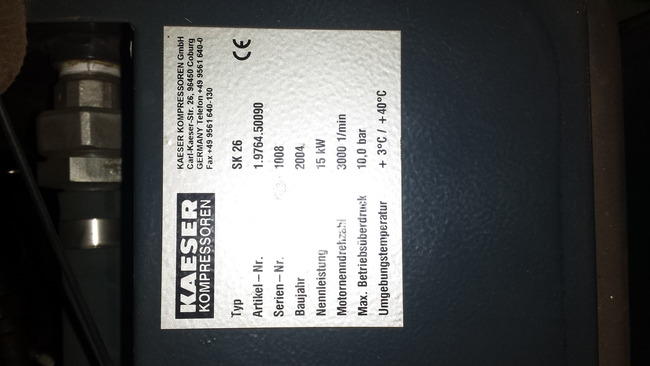 KAESER
KOMPRESSOREN
KAESER KOMPRESSOREN GmbH
Carl-Kaeser-Str. 26, 96450 Coburg
GERMANY Telefon +49 9561 640-0
Fax +49 9561 640-130
CE
Typ SK 26
Artikel-Nr. 1.9764.50090
Serien-Nr. 1008
Baujahr 2004.
Nennleistung 15 kW
Motornenndrehzahl 3000 1/min
Max. Betriebsüberdruck 10,0 bar
Umgebungstemperatur + 3°C / +40°C